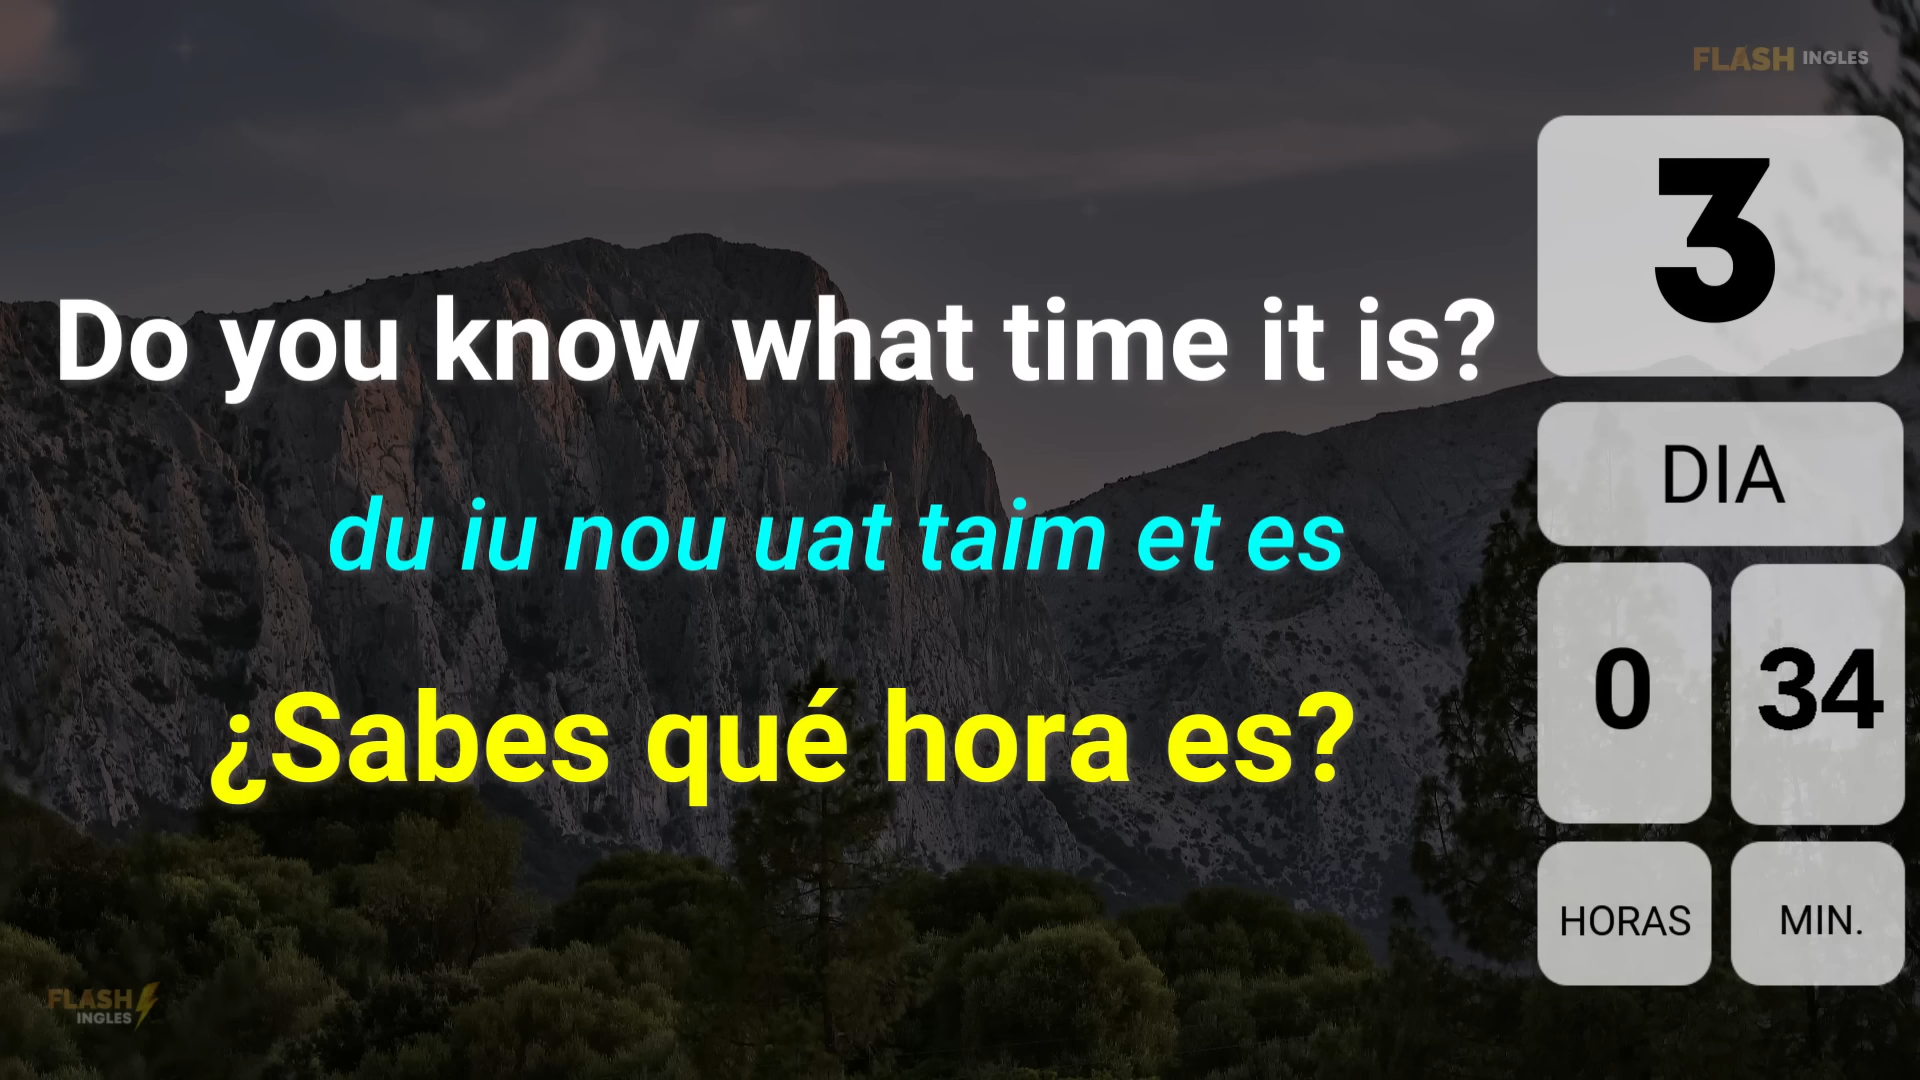 FLASH INGLES
Do you know what time it is?
du iu nou uat taim et es
¿Sabes qué hora es?
3
DIA
0 34
HORAS MIN.
FLASH
INGLES